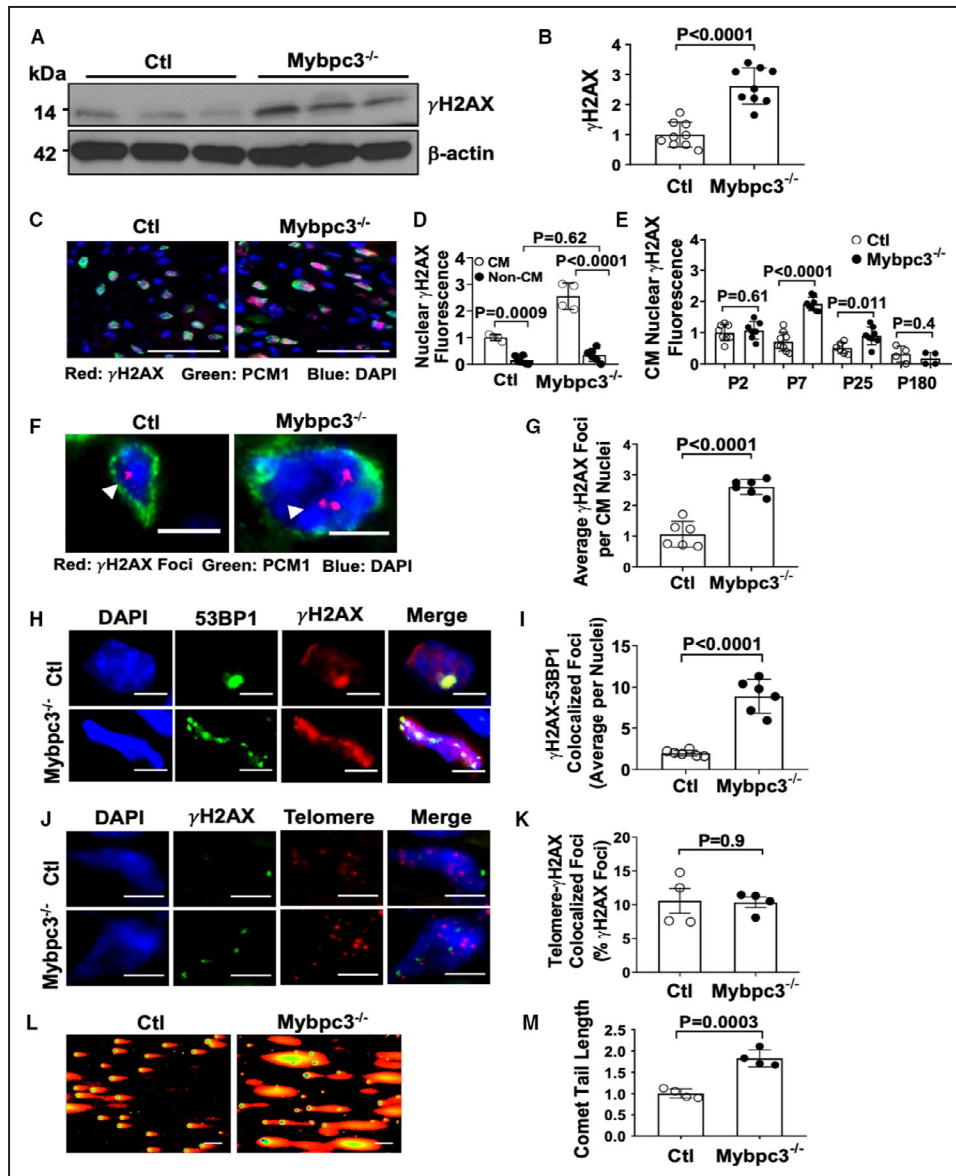 A
kDa
Ctl
Mybpc3-/-
14
γH2AX
42
β-actin
B
P<0.0001
γH2AX
4
3
2
1
0
Ctl
Mybpc3-/-
C
Ctl
Mybpc3-/-
Red: γH2AX Green: PCM1 Blue: DAPI
D
Nuclear γH2AX
Fluorescence
P=0.62
CM
Non-CM
P<0.0001
P=0.0009
4
3
2
1
0
Ctl
Mybpc3-/-
E
CM Nuclear γH2AX
Fluorescence
Ctl
Mybpc3-/-
P<0.0001
P=0.61
P=0.011
P=0.4
4
3
2
1
0
P2
P7
P25
P180
F
Ctl
Mybpc3-/-
Red: γH2AX Foci Green: PCM1 Blue: DAPI
G
P<0.0001
Average γH2AX Foci
per CM Nuclei
4
3
2
1
0
Ctl
Mybpc3-/-
H
DAPI 53BP1 γH2AX Merge
Ctl
Mybpc3-/-
I
P<0.0001
γH2AX-53BP1
Colocalized Foci
(Average per Nuclei)
15
10
5
0
Ctl
Mybpc3-/-
J
DAPI γH2AX Telomere Merge
Ctl
Mybpc3-/-
K
P=0.9
Telomere-γH2AX
Colocalized Foci
(% γH2AX Foci)
20
15
10
5
0
Ctl
Mybpc3-/-
L
Ctl
Mybpc3-/-
M
P=0.0003
Comet Tail Length
2.5
2.0
1.5
1.0
0.5
0.0
Ctl
Mybpc3-/-